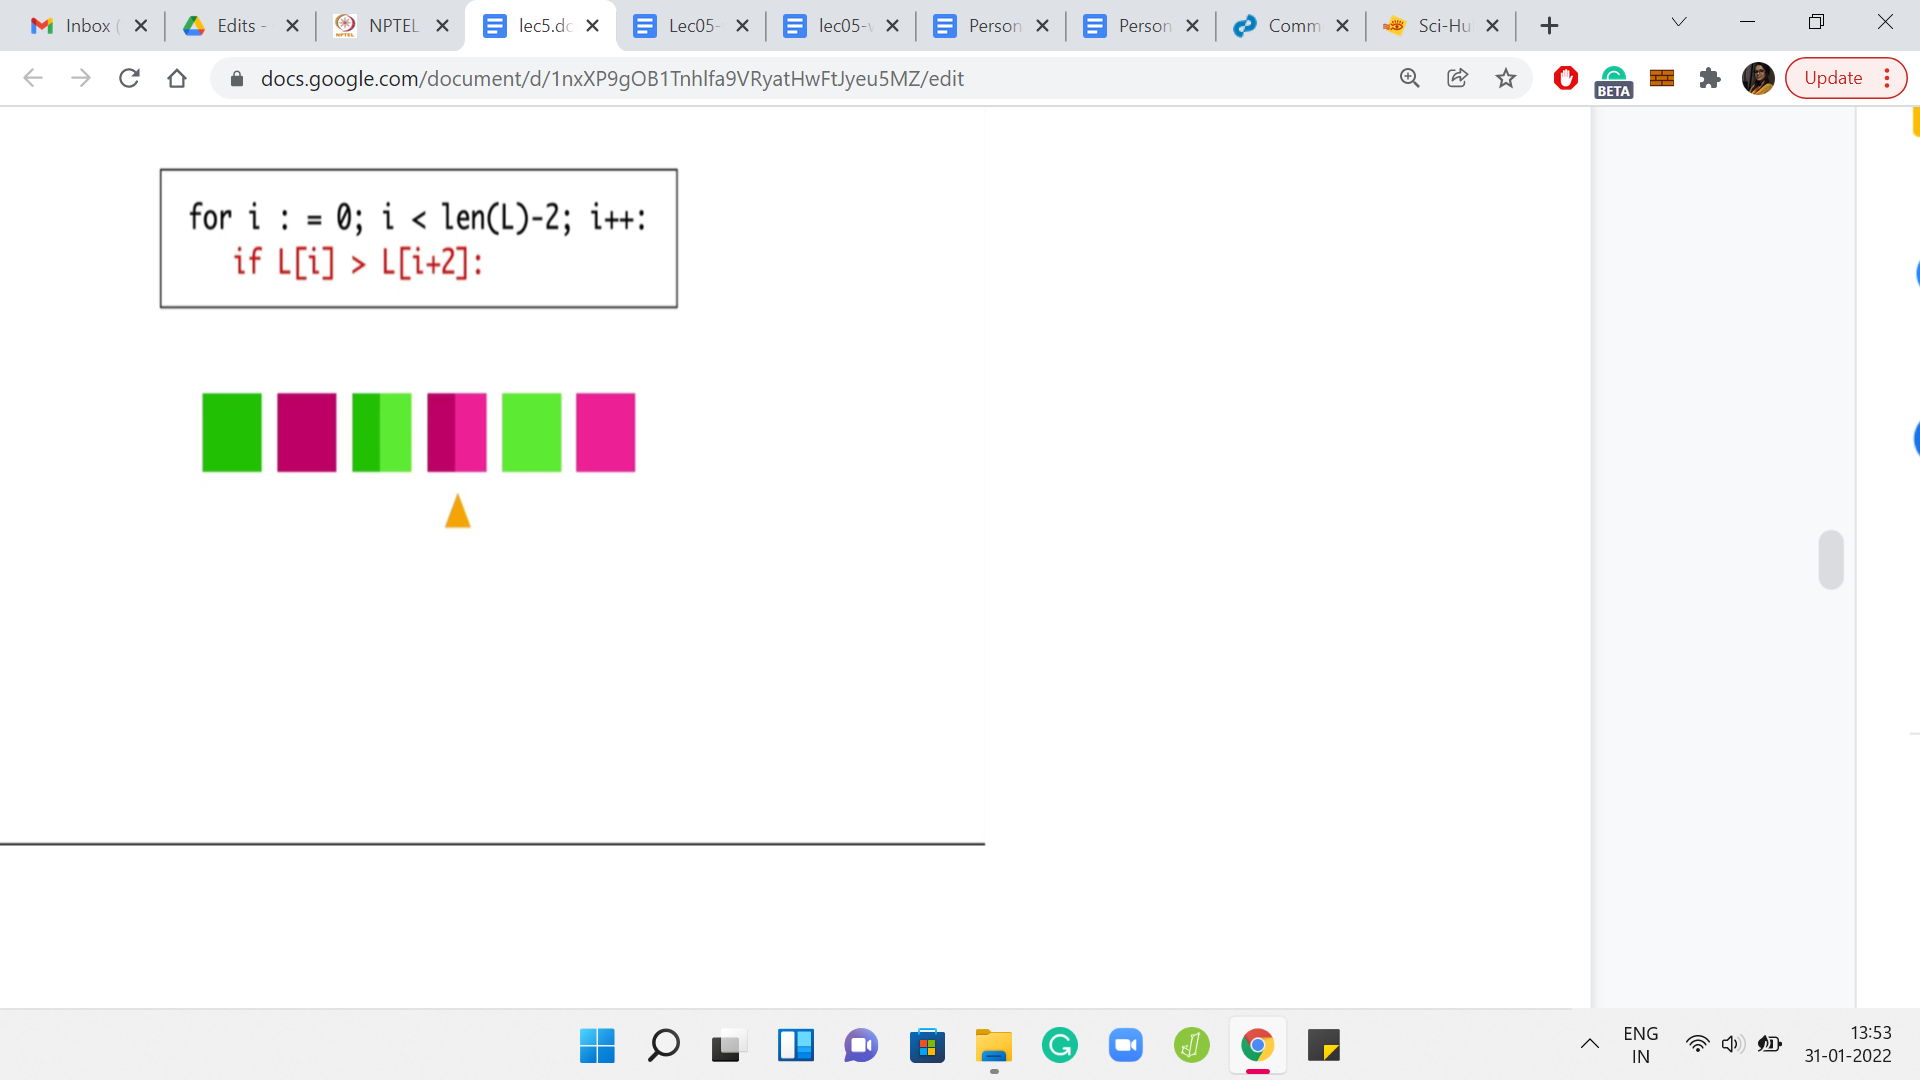 Inbox (
Edits -
NPTEL
lec5.dc
Lec05-
lec05-v
Person
Person
Comm
Sci-Hu
docs.google.com/document/d/1nxXP9gOB1Tnhlfa9VRyatHwFtJyeu5MZ/edit
BETA
Update
for i : = 0; i < len(L)-2; i++:
if L[i] > L[i+2]:
ENG
IN
13:53
31-01-2022